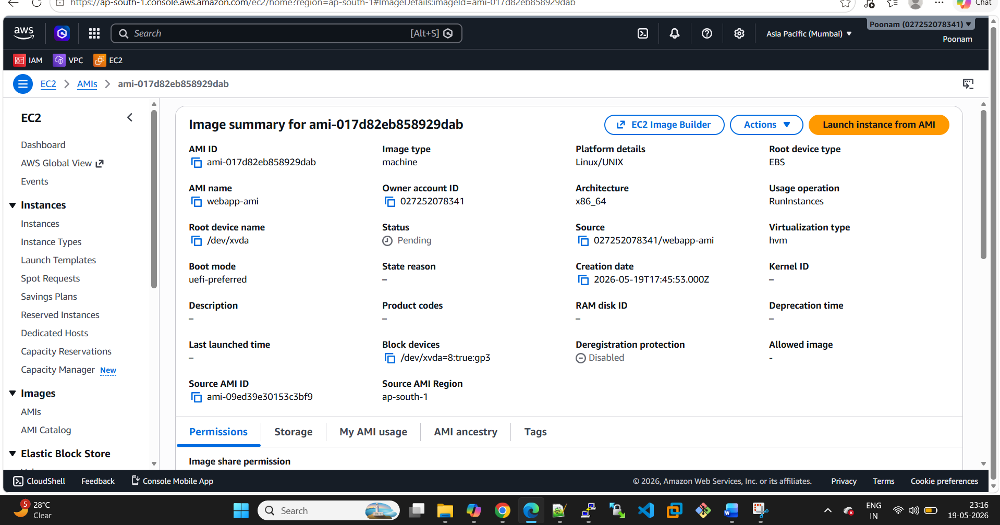 https://ap-south-1.console.aws.amazon.com/ec2/home?region=ap-south-1#ImageDetails:imageId=ami-017d82eb858929dab
Chat
aws
Search
[Alt+S]
Asia Pacific (Mumbai)
Poonam (027252078341)
Poonam
IAM
VPC
EC2
EC2
AMIs
ami-017d82eb858929dab
EC2
Dashboard
AWS Global View
Events
Instances
Instances
Instance Types
Launch Templates
Spot Requests
Savings Plans
Reserved Instances
Dedicated Hosts
Capacity Reservations
Capacity Manager New
Images
AMIs
AMI Catalog
Elastic Block Store
Image summary for ami-017d82eb858929dab
EC2 Image Builder
Actions
Launch instance from AMI
AMI ID
ami-017d82eb858929dab
Image type
machine
Platform details
Linux/UNIX
Root device type
EBS
AMI name
webapp-ami
Owner account ID
027252078341
Architecture
x86_64
Usage operation
RunInstances
Root device name
/dev/xvda
Status
Pending
Source
027252078341/webapp-ami
Virtualization type
hvm
Boot mode
uefi-preferred
State reason
–
Creation date
2026-05-19T17:45:53.000Z
Kernel ID
–
Description
–
Product codes
–
RAM disk ID
–
Deprecation time
–
Last launched time
–
Block devices
/dev/xvda=8:true:gp3
Deregistration protection
Disabled
Allowed image
-
Source AMI ID
ami-09ed39e30153c3bf9
Source AMI Region
ap-south-1
Permissions
Storage
My AMI usage
AMI ancestry
Tags
Image share permission
CloudShell
Feedback
Console Mobile App
© 2026, Amazon Web Services, Inc. or its affiliates.
Privacy
Terms
Cookie preferences
5
28°C
Clear
Search
ENG
IN
23:16
19-05-2026